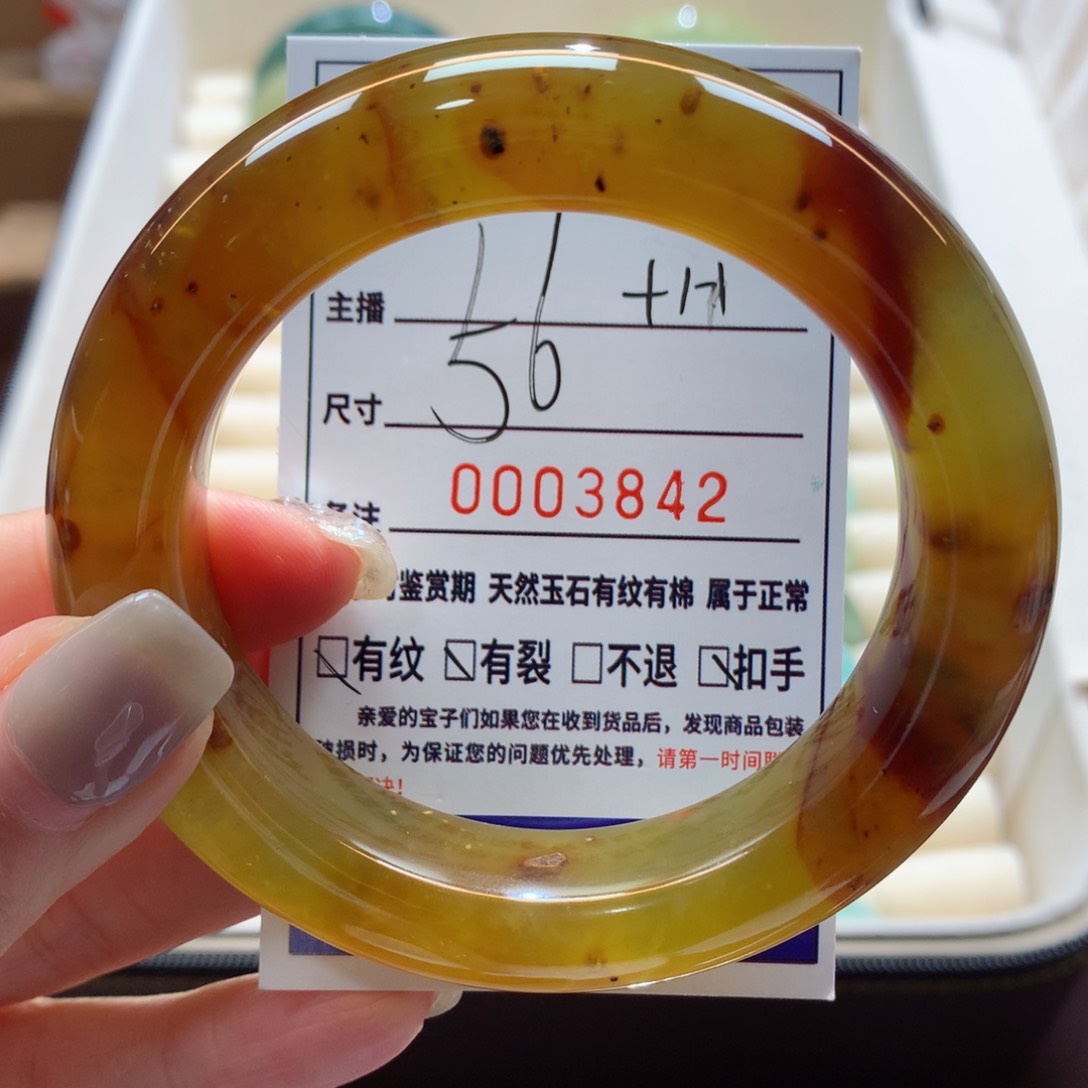 主播
尺寸 56
备注 0003842
鉴赏期 天然玉石有纹有棉 属于正常
有纹 有裂 不退 扣手
亲爱的宝子们如果您在收到货品后，发现商品包装
破损时，为保证您的问题优先处理，请第一时间
决！